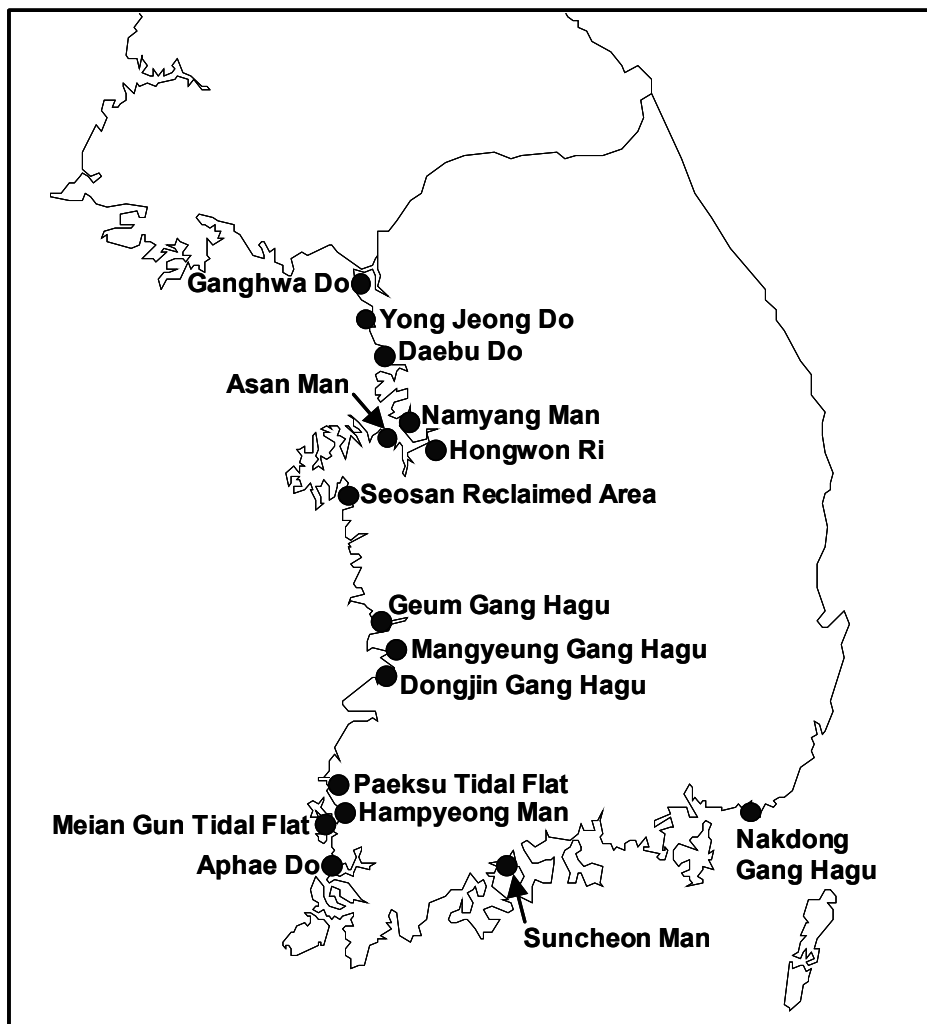 Ganghwa Do
Yong Jeong Do
Daebu Do
Asan Man
Namyang Man
Hongwon Ri
Seosan Reclaimed Area
Geum Gang Hagu
Mangyeung Gang Hagu
Dongjin Gang Hagu
Paeksu Tidal Flat
Hampyeong Man
Meian Gun Tidal Flat
Aphae Do
Nakdong
Gang Hagu
Suncheon Man